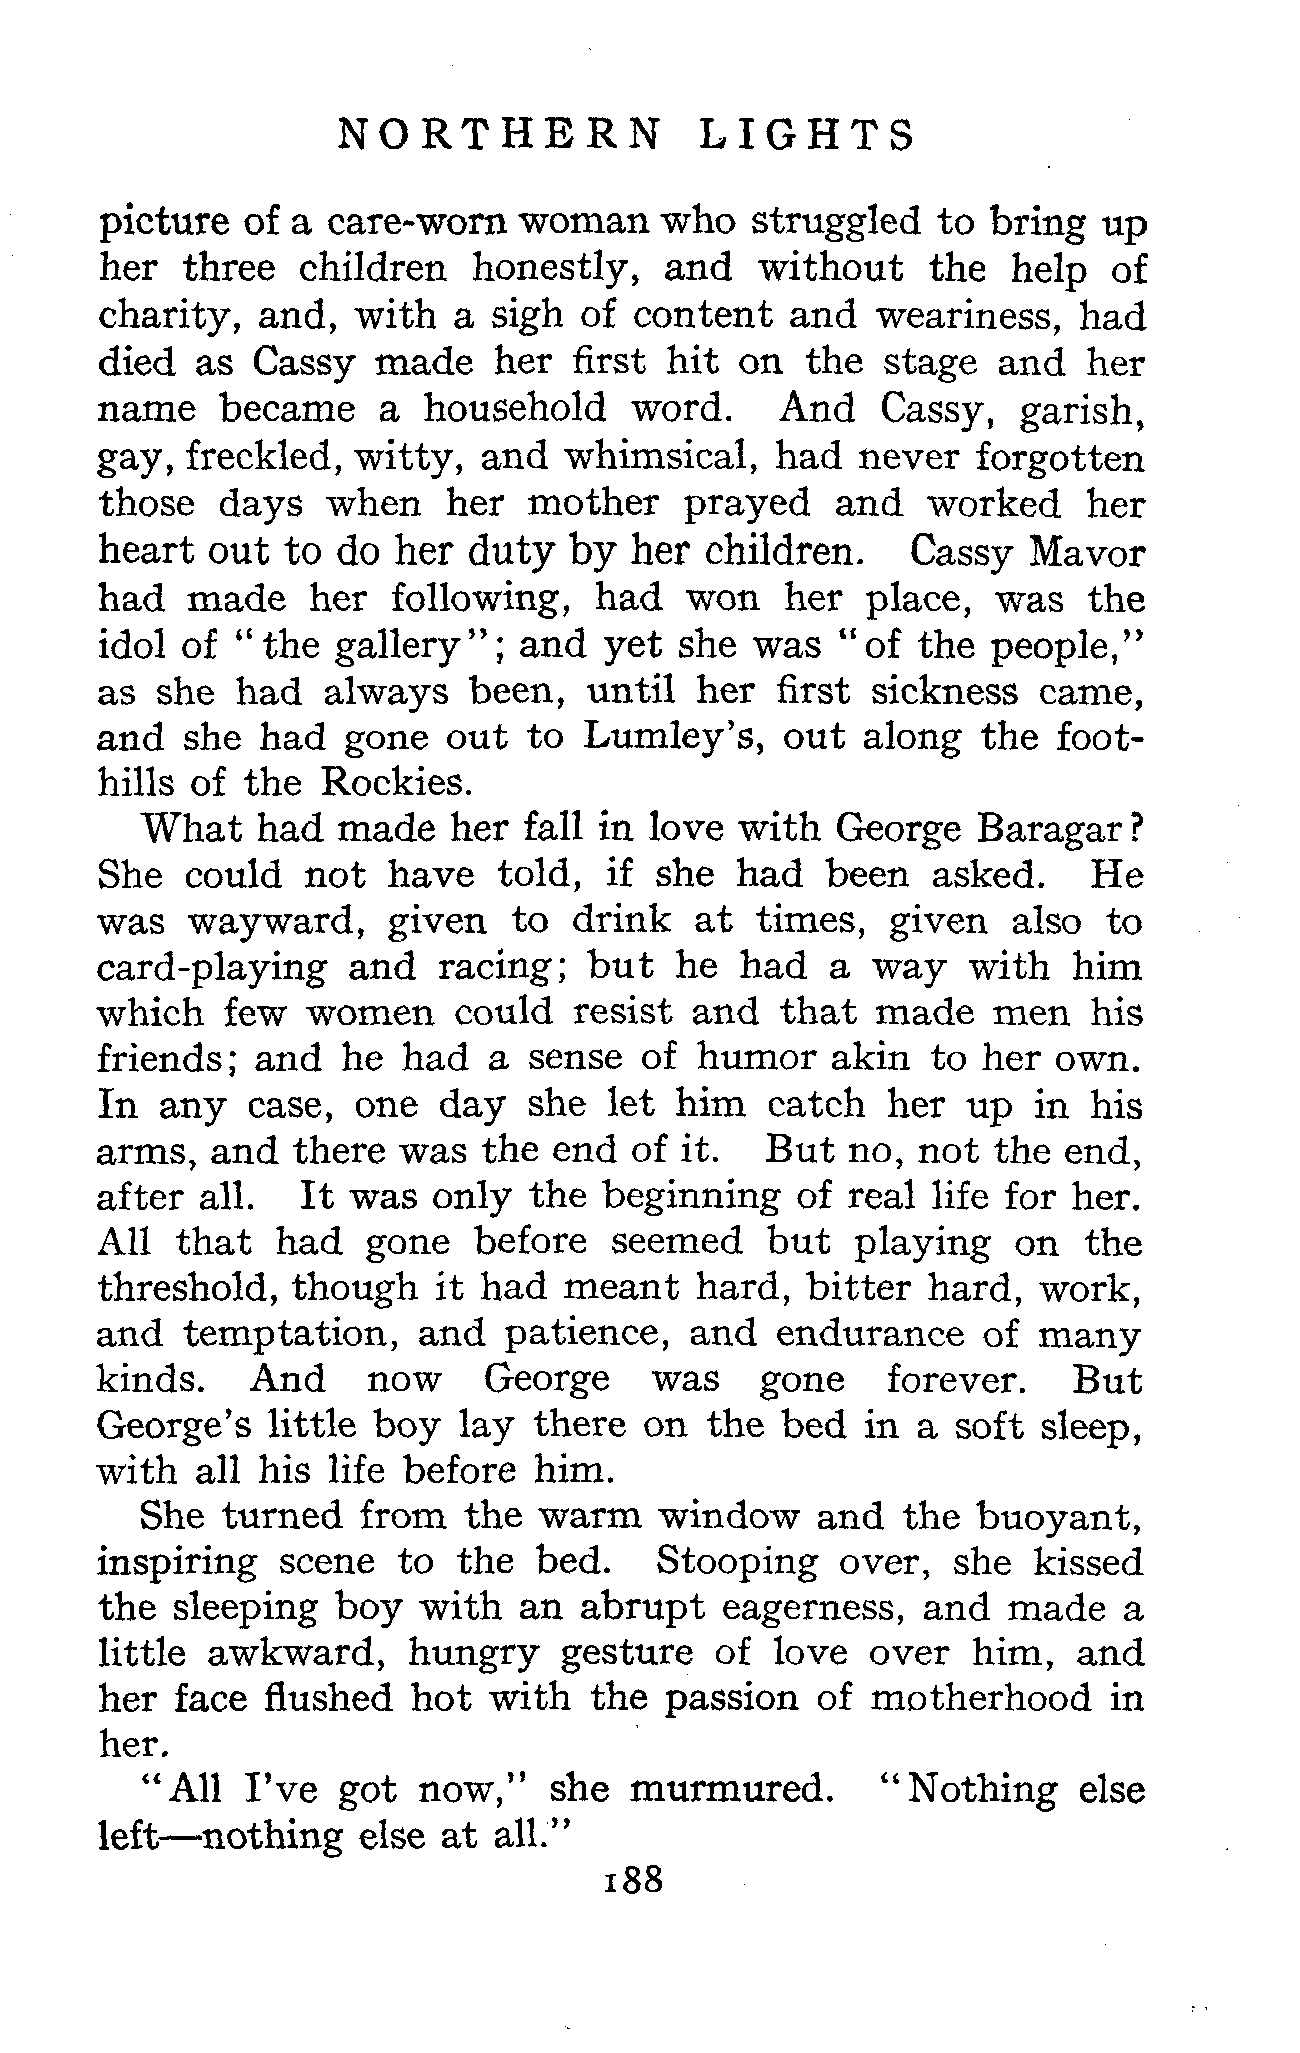 NORTHERN LIGHTS
picture of a care-worn woman who struggled to bring up
her three children honestly, and without the help of
charity, and, with a sigh of content and weariness, had
died as Cassy made her first hit on the stage and her
name became a household word. And Cassy, garish,
gay, freckled, witty, and whimsical, had never forgotten
those days when her mother prayed and worked her
heart out to do her duty by her children. Cassy Mavor
had made her following, had won her place, was the
idol of "the gallery"; and yet she was "of the people,"
as she had always been, until her first sickness came,
and she had gone out to Lumley's, out along the foot-
hills of the Rockies.
What had made her fall in love with George Baragar?
She could not have told, if she had been asked. He
was wayward, given to drink at times, given also to
card-playing and racing; but he had a way with him
which few women could resist and that made men his
friends; and he had a sense of humor akin to her own.
In any case, one day she let him catch her up in his
arms, and there was the end of it. But no, not the end,
after all. It was only the beginning of real life for her.
All that had gone before seemed but playing on the
threshold, though it had meant hard, bitter hard, work,
and temptation, and patience, and endurance of many
kinds. And now George was gone forever. But
George's little boy lay there on the bed in a soft sleep,
with all his life before him.
She turned from the warm window and the buoyant,
inspiring scene to the bed. Stooping over, she kissed
the sleeping boy with an abrupt eagerness, and made a
little awkward, hungry gesture of love over him, and
her face flushed hot with the passion of motherhood in
her.
"All I've got now," she murmured. "Nothing else
left—nothing else at all."
188